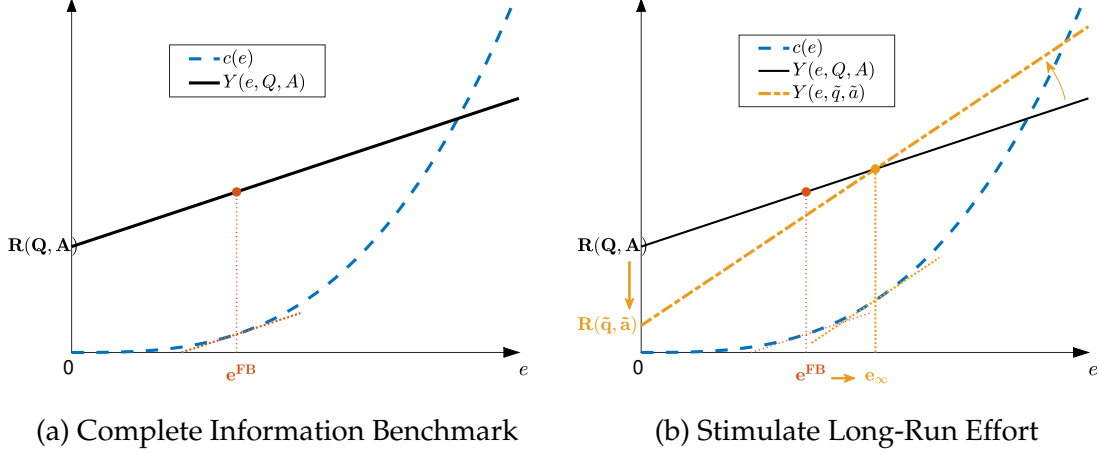 c(e)
Y(e, Q, A)
R(Q, A)
0
e^FB
e
(a) Complete Information Benchmark
c(e)
Y(e, Q, A)
Y(e, q̃, ã)
R(Q, A)
R(q̃, ã)
0
e^FB
e_∞
e
(b) Stimulate Long-Run Effort